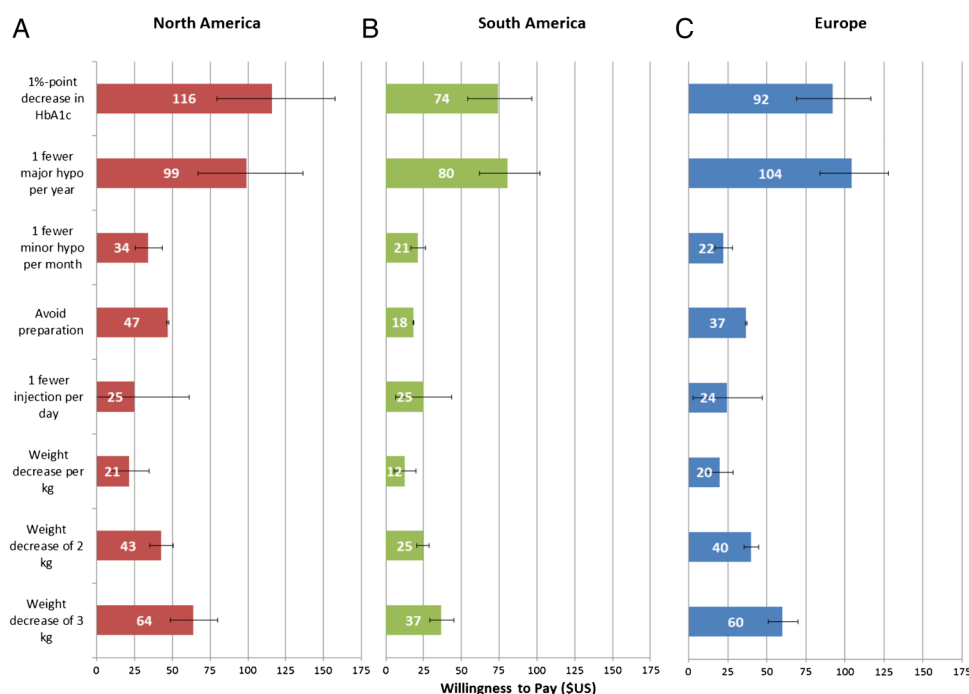 A North America B South America C Europe
1%-point
decrease in
HbA1c
116 74 92
1 fewer
major hypo
per year
99 80 104
1 fewer
minor hypo
per month
34 21 22
Avoid
preparation
47 18 37
1 fewer
injection per
day
25 25 24
Weight
decrease per
kg
21 12 20
Weight
decrease of 2
kg
43 25 40
Weight
decrease of 3
kg
64 37 60
0 25 50 75 100 125 150 175 0 25 50 75 100 125 150 175 0 25 50 75 100 125 150 175
Willingness to Pay ($US)